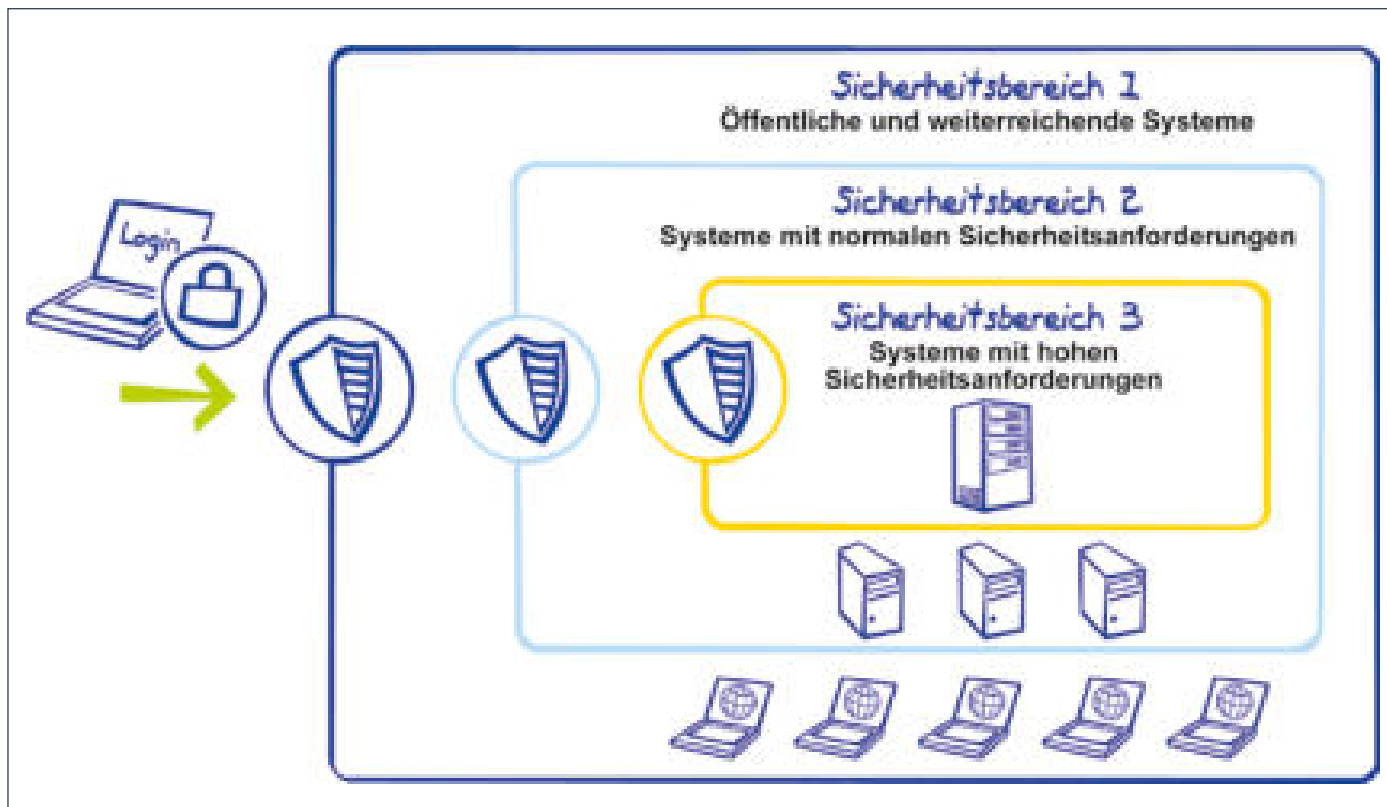 Sicherheitsbereich 1
Öffentliche und weiterreichende Systeme
Sicherheitsbereich 2
Systeme mit normalen Sicherheitsanforderungen
Login
Sicherheitsbereich 3
Systeme mit hohen
Sicherheitsanforderungen